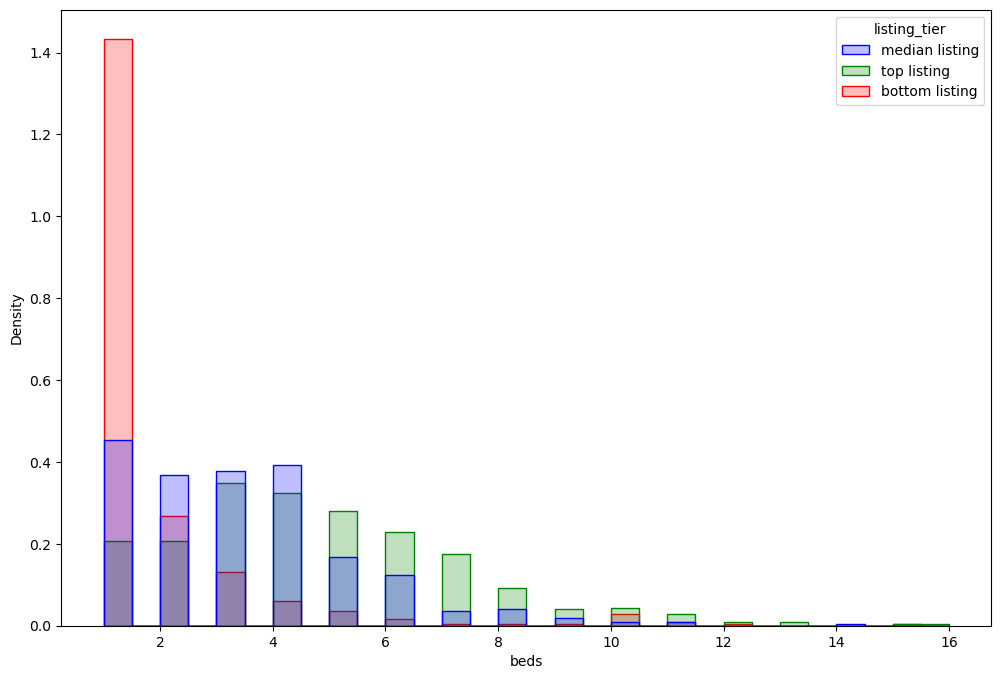 listing_tier
median listing
top listing
bottom listing
Density
1.4
1.2
1.0
0.8
0.6
0.4
0.2
0.0
2 4 6 8 10 12 14 16
beds